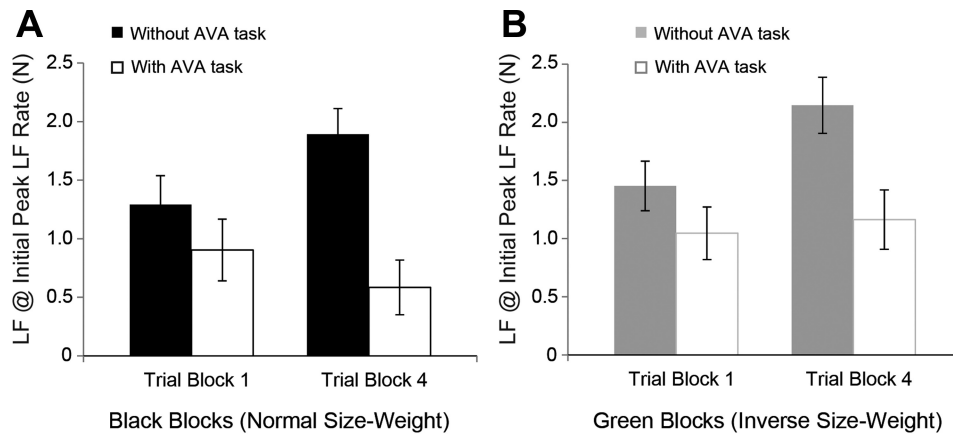 A
Without AVA task
With AVA task
LF @ Initial Peak LF Rate (N)
2.5
2.0
1.5
1.0
0.5
0
Trial Block 1
Trial Block 4
Black Blocks (Normal Size-Weight)
B
Without AVA task
With AVA task
LF @ Initial Peak LF Rate (N)
2.5
2.0
1.5
1.0
0.5
0
Trial Block 1
Trial Block 4
Green Blocks (Inverse Size-Weight)